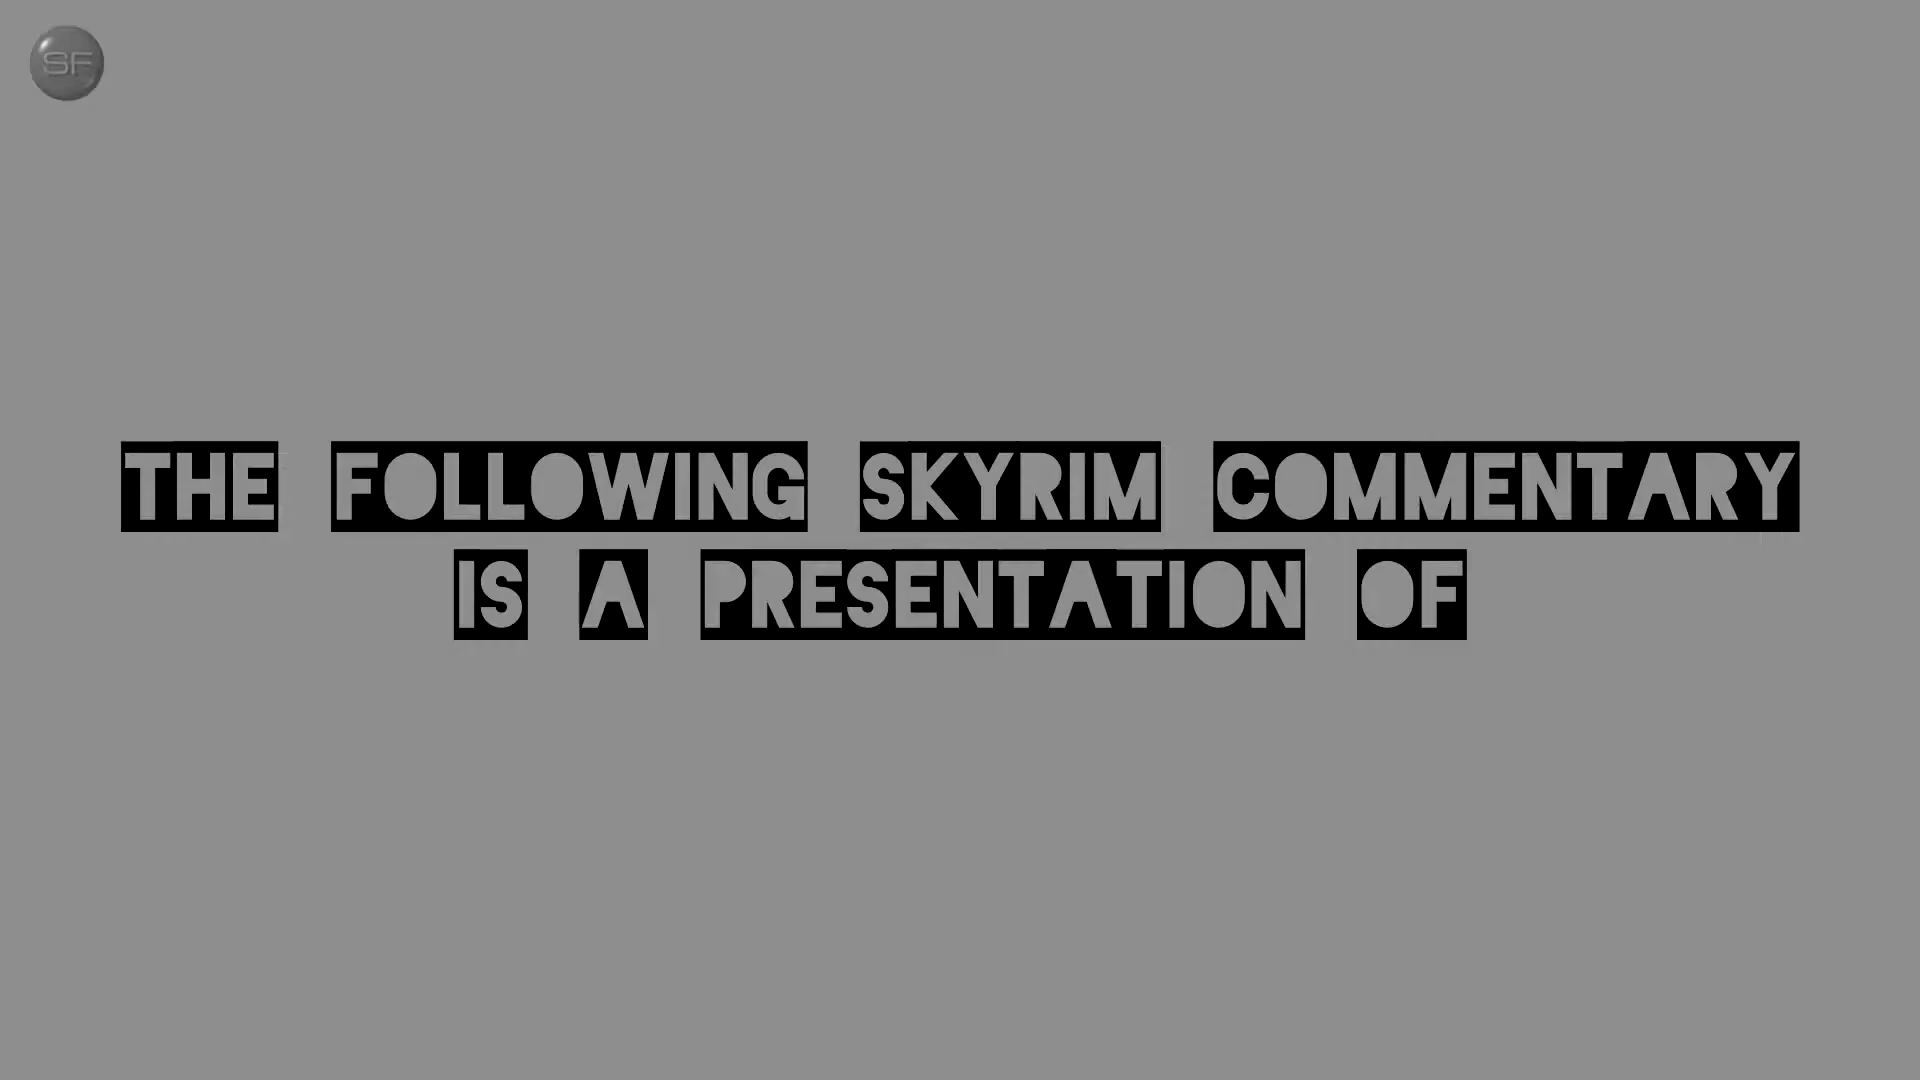 SF
THE FOLLOWING SKYRIM COMMENTARY
IS A PRESENTATION OF